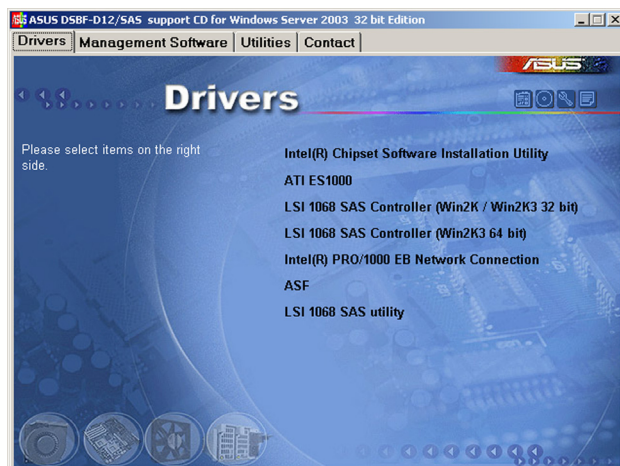 ASUS DSBF-D12/SAS support CD for Windows Server 2003 32 bit Edition
Drivers Management Software Utilities Contact
ASUS
Drivers
Please select items on the right
side.
Intel(R) Chipset Software Installation Utility
ATI ES1000
LSI 1068 SAS Controller (Win2K / Win2K3 32 bit)
LSI 1068 SAS Controller (Win2K3 64 bit)
Intel(R) PRO/1000 EB Network Connection
ASF
LSI 1068 SAS utility